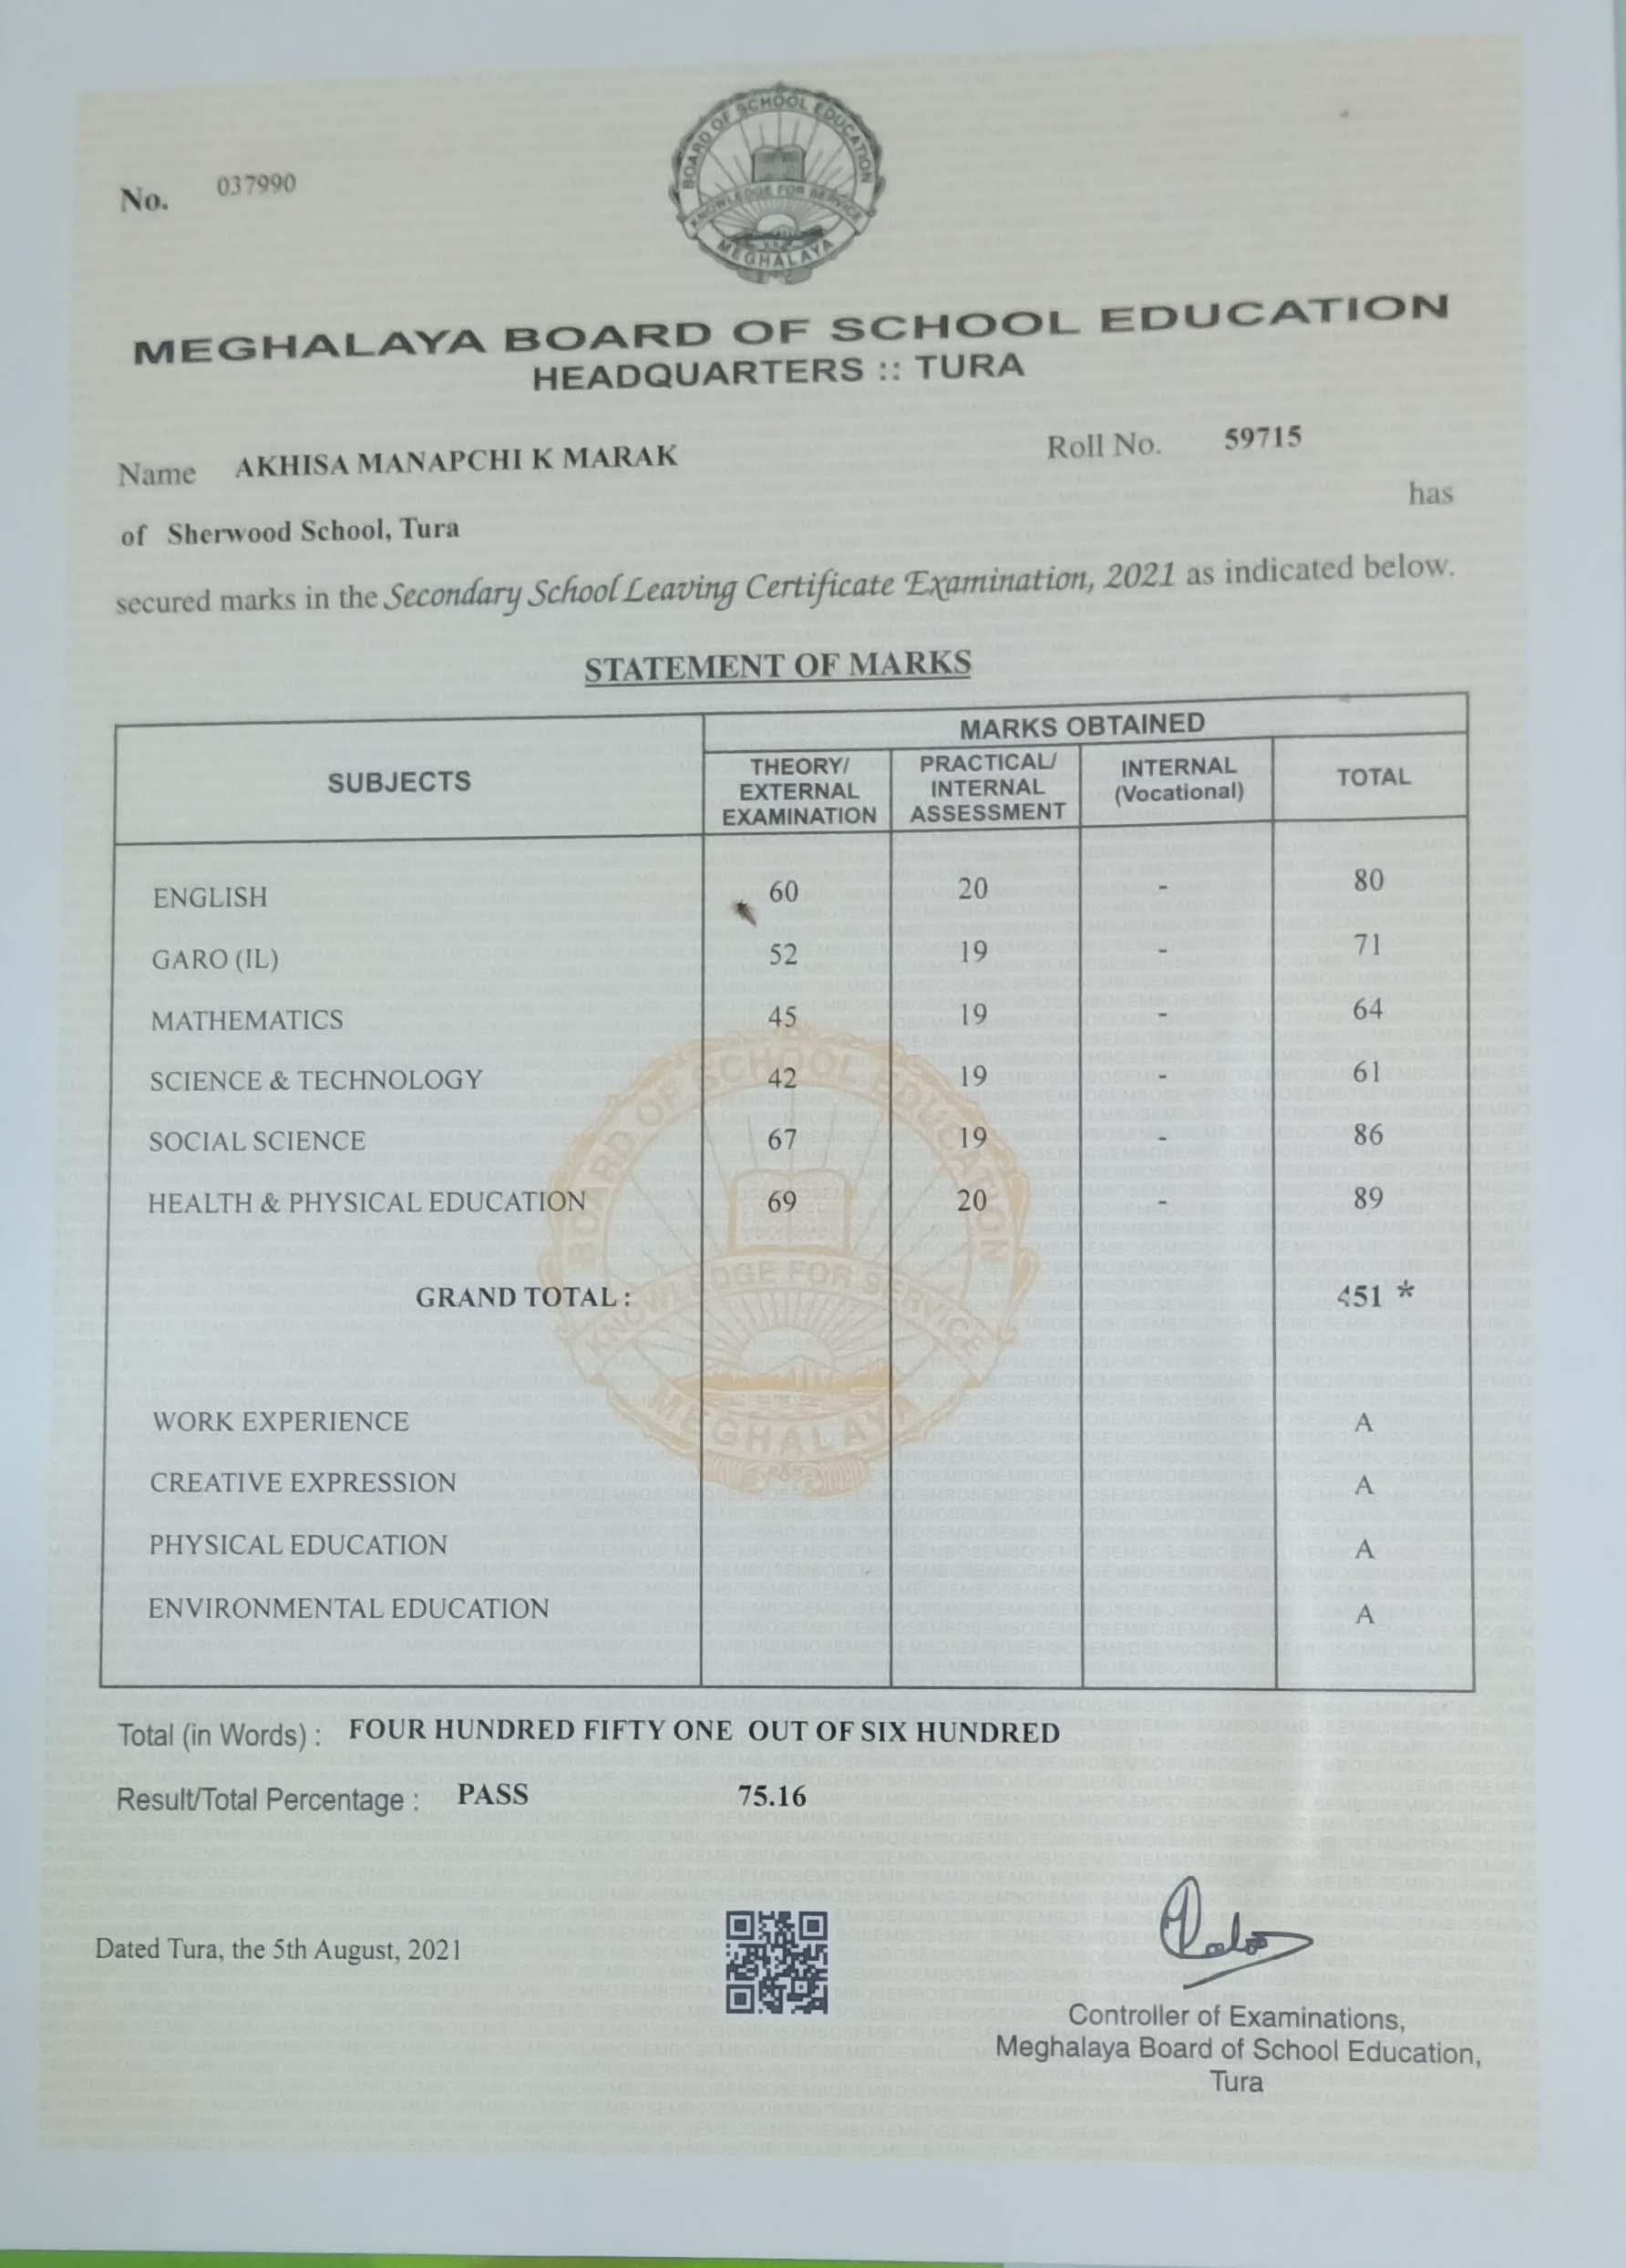 BOARD OF SCHOOL EDUCATION
KNOWLEDGE FOR SERVICE
MEGHALAYA
No. 037990
MEGHALAYA BOARD OF SCHOOL EDUCATION
HEADQUARTERS :: TURA
Name AKHISA MANAPCHI K MARAK Roll No. 59715
of Sherwood School, Tura has
secured marks in the Secondary School Leaving Certificate Examination, 2021 as indicated below.
STATEMENT OF MARKS
SUBJECTS MARKS OBTAINED
THEORY/ EXTERNAL EXAMINATION PRACTICAL/ INTERNAL ASSESSMENT INTERNAL (Vocational) TOTAL
ENGLISH 60 20 - 80
GARO (IL) 52 19 - 71
MATHEMATICS 45 19 - 64
SCIENCE & TECHNOLOGY 42 19 - 61
SOCIAL SCIENCE 67 19 - 86
HEALTH & PHYSICAL EDUCATION 69 20 - 89
GRAND TOTAL : 451 *
WORK EXPERIENCE A
CREATIVE EXPRESSION A
PHYSICAL EDUCATION A
ENVIRONMENTAL EDUCATION A
Total (in Words) : FOUR HUNDRED FIFTY ONE OUT OF SIX HUNDRED
Result/Total Percentage : PASS 75.16
Dated Tura, the 5th August, 2021
Controller of Examinations,
Meghalaya Board of School Education,
Tura